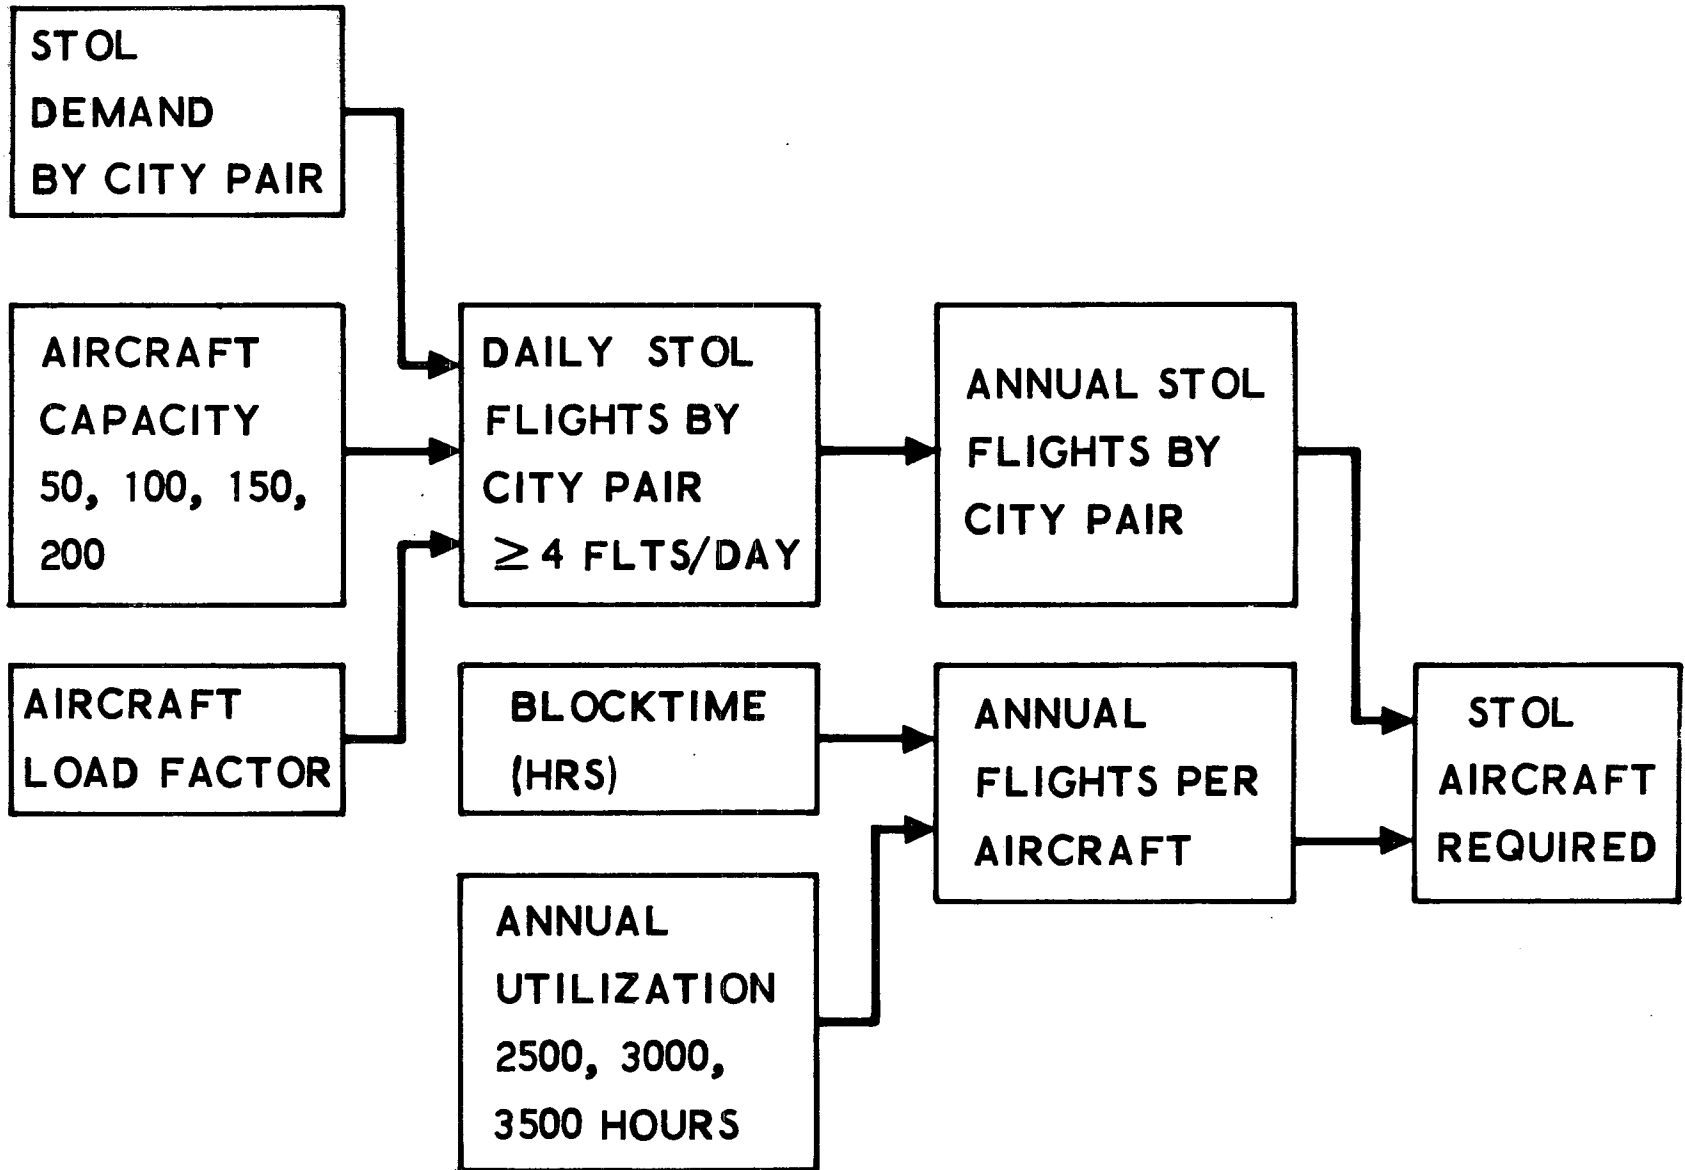 STOL
DEMAND
BY CITY PAIR
AIRCRAFT
CAPACITY
50, 100, 150,
200
AIRCRAFT
LOAD FACTOR
DAILY STOL
FLIGHTS BY
CITY PAIR
≥4 FLTS/DAY
BLOCKTIME
(HRS)
ANNUAL
UTILIZATION
2500, 3000,
3500 HOURS
ANNUAL STOL
FLIGHTS BY
CITY PAIR
ANNUAL
FLIGHTS PER
AIRCRAFT
STOL
AIRCRAFT
REQUIRED